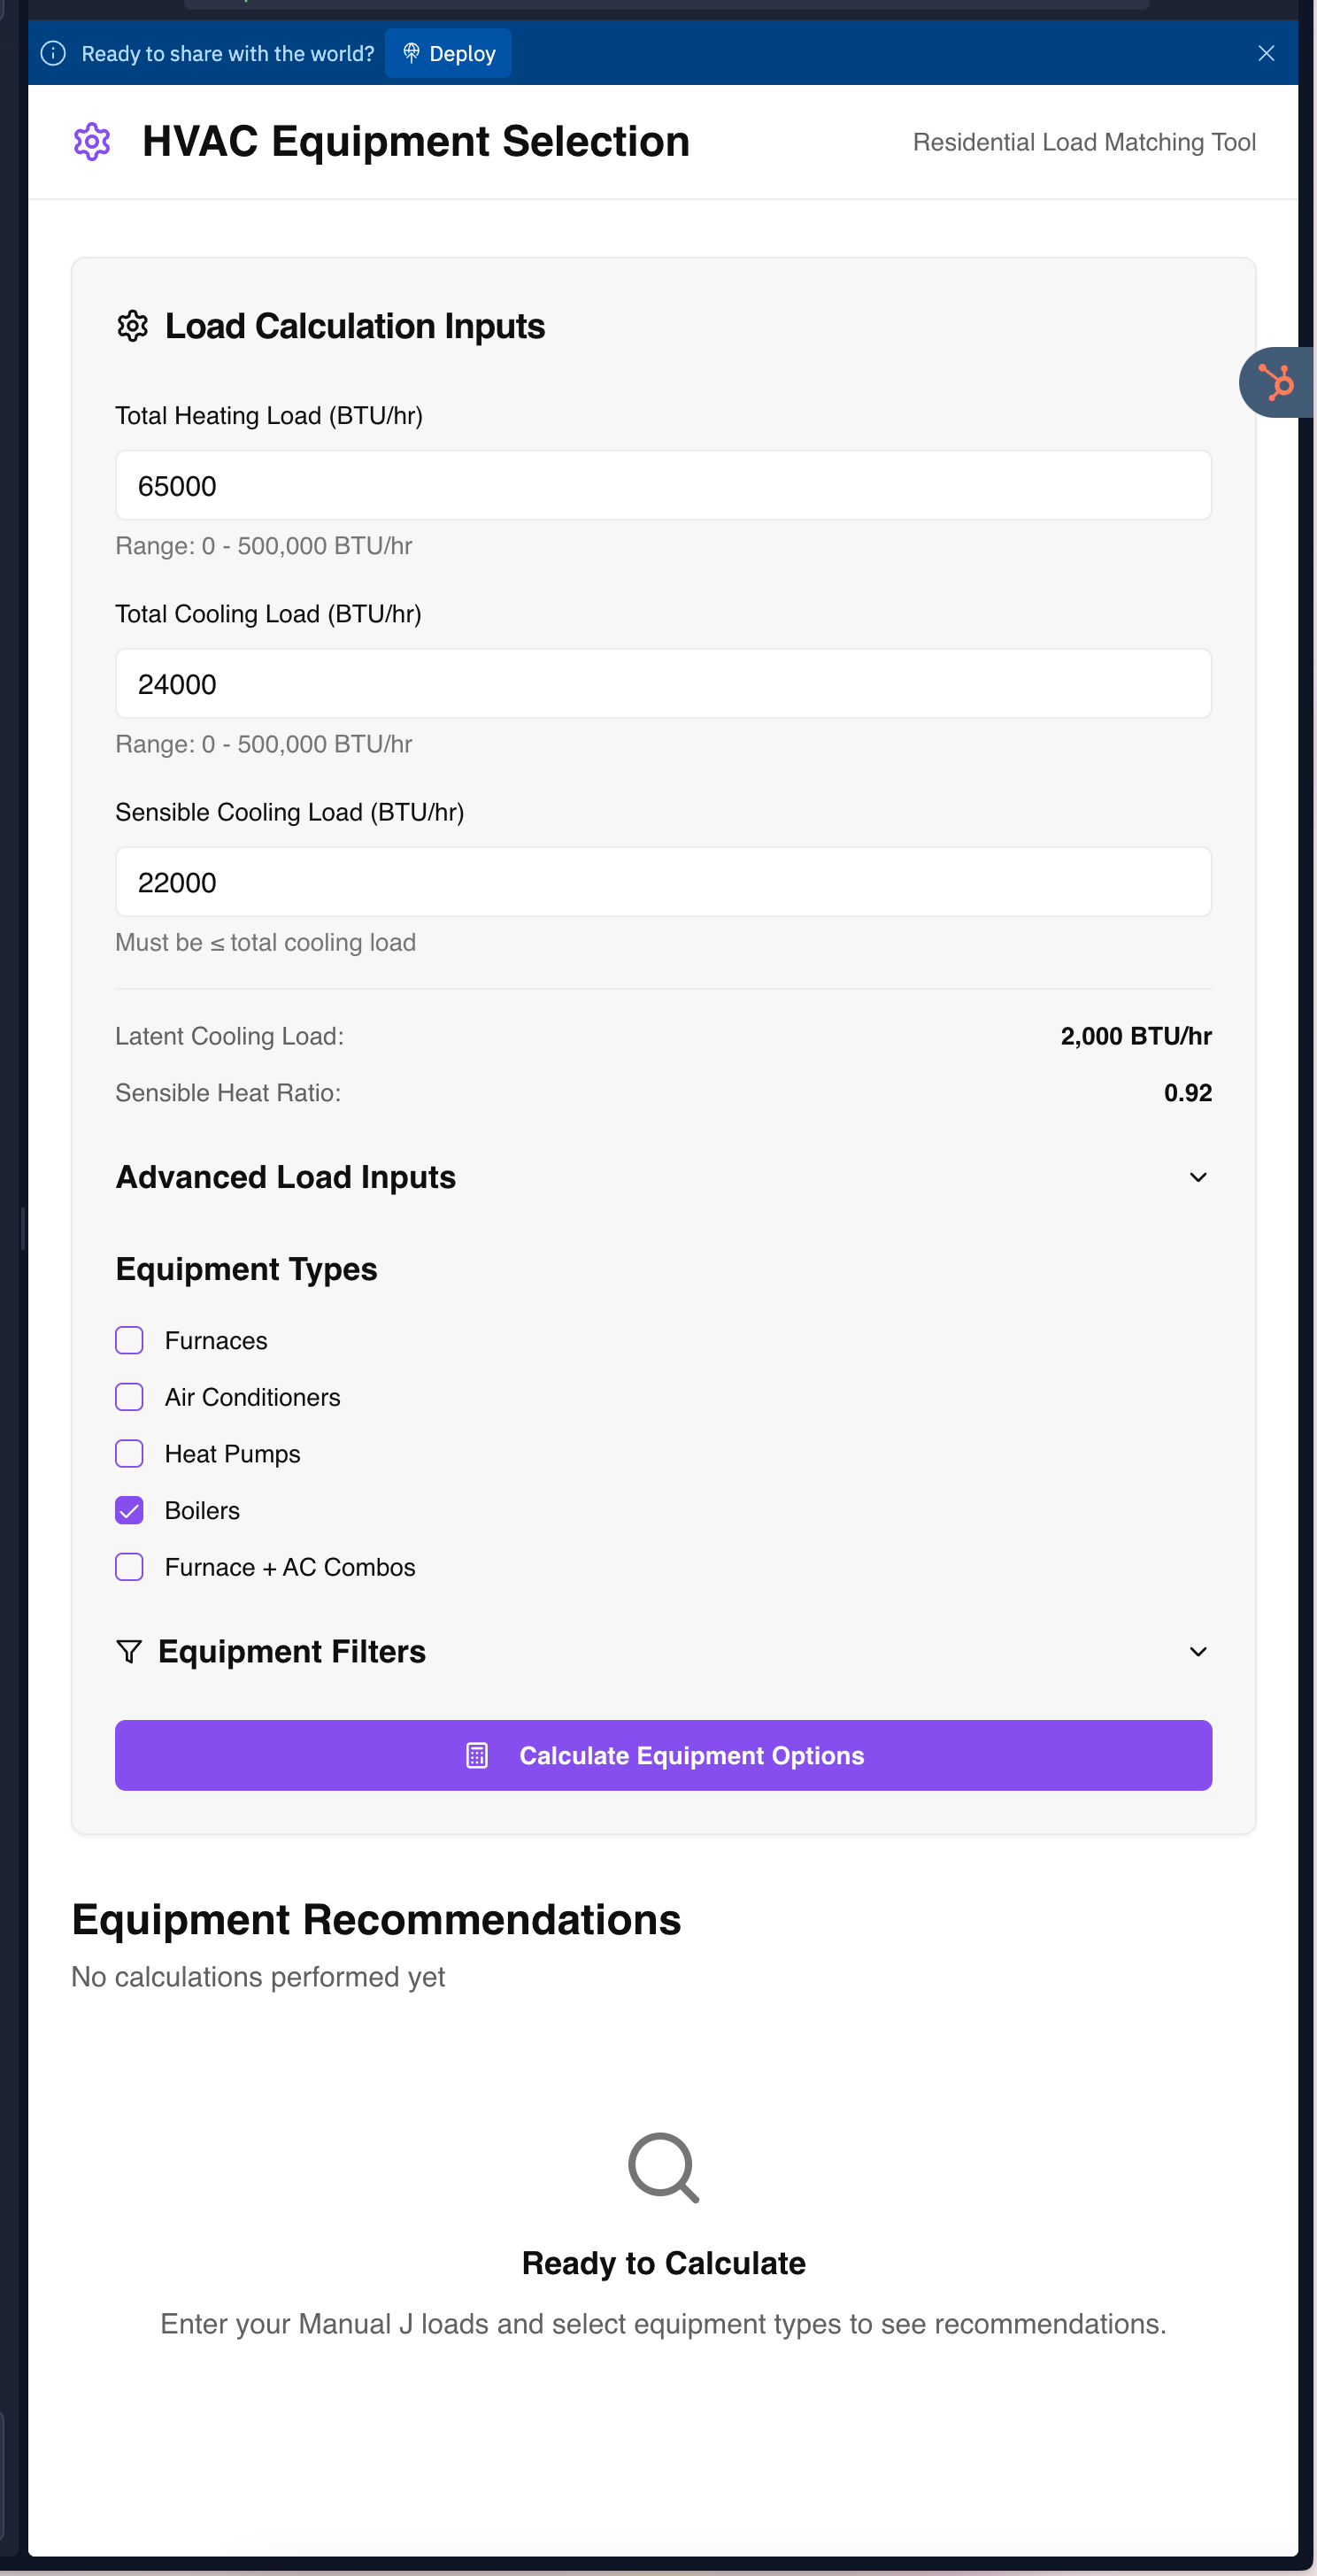 Ready to share with the world? Deploy
HVAC Equipment Selection
Residential Load Matching Tool
Load Calculation Inputs
Total Heating Load (BTU/hr)
65000
Range: 0 - 500,000 BTU/hr
Total Cooling Load (BTU/hr)
24000
Range: 0 - 500,000 BTU/hr
Sensible Cooling Load (BTU/hr)
22000
Must be ≤ total cooling load
Latent Cooling Load: 2,000 BTU/hr
Sensible Heat Ratio: 0.92
Advanced Load Inputs
Equipment Types
Furnaces
Air Conditioners
Heat Pumps
Boilers
Furnace + AC Combos
Equipment Filters
Calculate Equipment Options
Equipment Recommendations
No calculations performed yet
Ready to Calculate
Enter your Manual J loads and select equipment types to see recommendations.